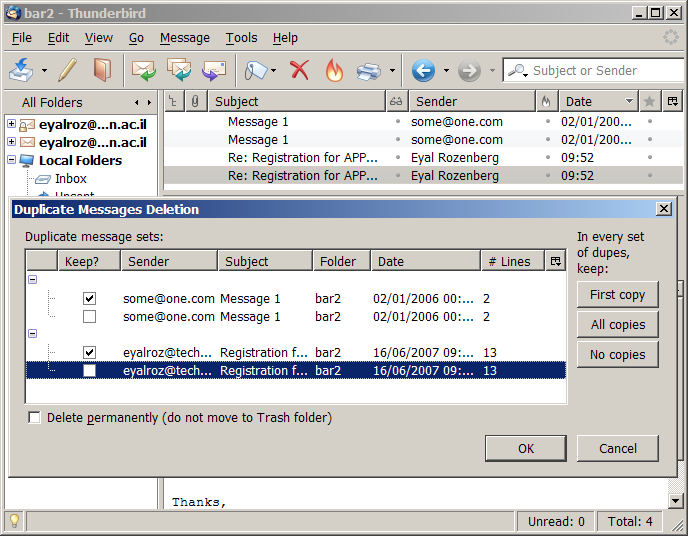 bar2 - Thunderbird
File Edit View Go Message Tools Help
Subject or Sender
All Folders
Subject Sender Date
eyalroz@...n.ac.il
eyalroz@...n.ac.il
Local Folders
Inbox
Unsent
Message 1 some@one.com 02/01/200...
Message 1 some@one.com 02/01/200...
Re: Registration for APP... Eyal Rozenberg 09:52
Re: Registration for APP... Eyal Rozenberg 09:52
Duplicate Messages Deletion
Duplicate message sets:
Keep? Sender Subject Folder Date # Lines
some@one.com Message 1 bar2 02/01/2006 00:... 2
some@one.com Message 1 bar2 02/01/2006 00:... 2
eyalroz@tech... Registration f... bar2 16/06/2007 09:... 13
eyalroz@tech... Registration f... bar2 16/06/2007 09:... 13
In every set
of dupes,
keep:
First copy
All copies
No copies
Delete permanently (do not move to Trash folder)
OK Cancel
Thanks,
Unread: 0 Total: 4